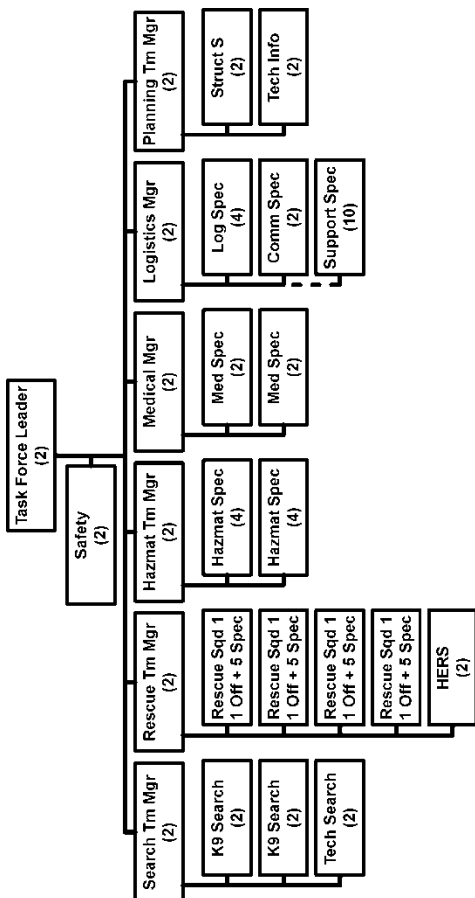 Task Force Leader
(2)
Safety
(2)
Search Tm Mgr
(2)
K9 Search
(2)
K9 Search
(2)
Tech Search
(2)
Rescue Tm Mgr
(2)
Rescue Sqd 1
1 Off + 5 Spec
Rescue Sqd 1
1 Off + 5 Spec
Rescue Sqd 1
1 Off + 5 Spec
Rescue Sqd 1
1 Off + 5 Spec
HERS
(2)
Hazmat Tm Mgr
(2)
Hazmat Spec
(4)
Hazmat Spec
(4)
Medical Mgr
(2)
Med Spec
(2)
Med Spec
(2)
Logistics Mgr
(2)
Log Spec
(4)
Comm Spec
(2)
Support Spec
(10)
Planning Tm Mgr
(2)
Struct S
(2)
Tech Info
(2)